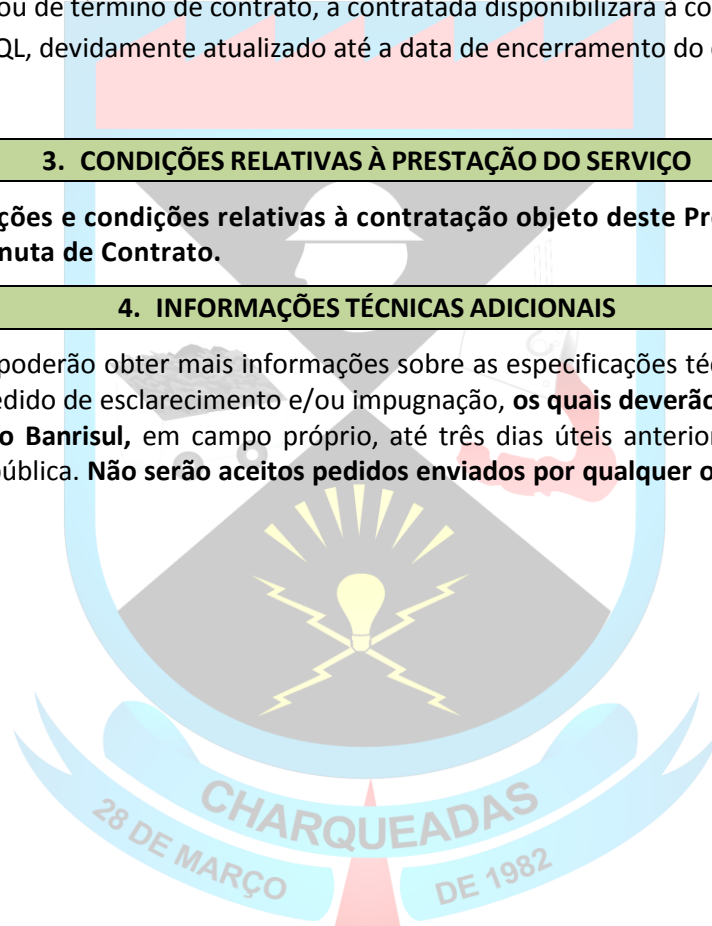 ou de término de contrato, a contratada disponibilizará à co
QL, devidamente atualizado até a data de encerramento do
3. CONDIÇÕES RELATIVAS À PRESTAÇÃO DO SERVIÇO
ções e condições relativas à contratação objeto deste Pr
nuta de Contrato.
4. INFORMAÇÕES TÉCNICAS ADICIONAIS
poderão obter mais informações sobre as especificações téc
edido de esclarecimento e/ou impugnação, os quais deverão
o Banrisul, em campo próprio, até três dias úteis anterior
pública. Não serão aceitos pedidos enviados por qualquer o
CHARQUEADAS
28 DE MARÇO DE 1982